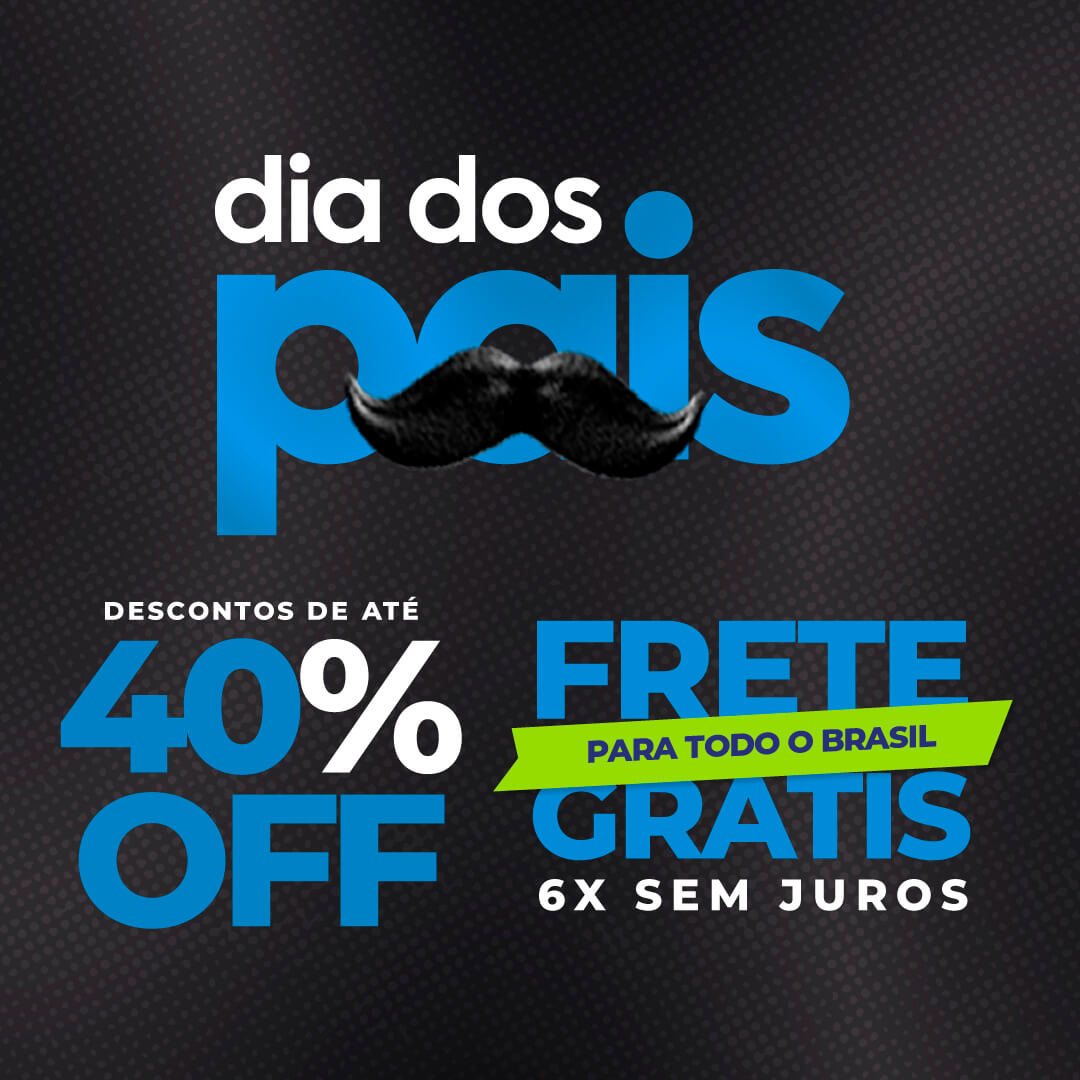 dia dos
pais
DESCONTOS DE ATÉ
40%
OFF
FRETE
PARA TODO O BRASIL
GRATIS
6X SEM JUROS